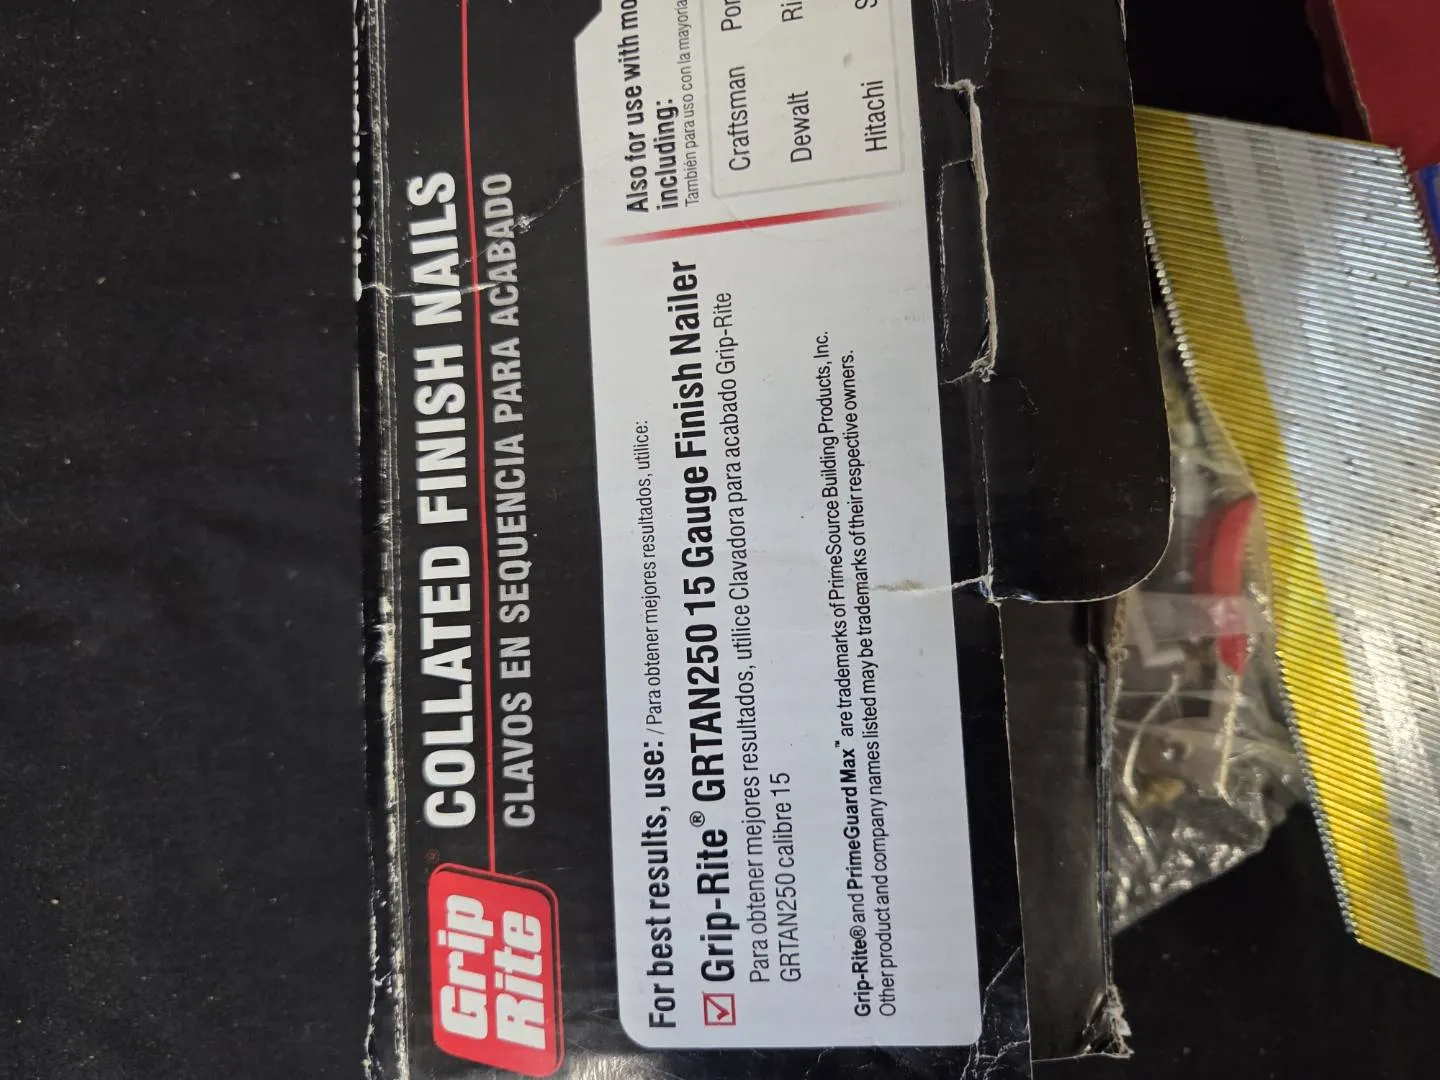 Grip
Rite®
COLLATED FINISH NAILS
CLAVOS EN SEQUENCIA PARA ACABADO
For best results, use: / Para obtener mejores resultados, utilice:
Grip-Rite® GRTAN250 15 Gauge Finish Nailer
Para obtener mejores resultados, utilice Clavadora para acabado Grip-Rite
GRTAN250 calibre 15
Grip-Rite® and PrimeGuard Max™ are trademarks of PrimeSource Building Products, Inc.
Other product and company names listed may be trademarks of their respective owners.
Also for use with
including:
También para uso con la mayoría
Craftsman
Dewalt
Hitachi